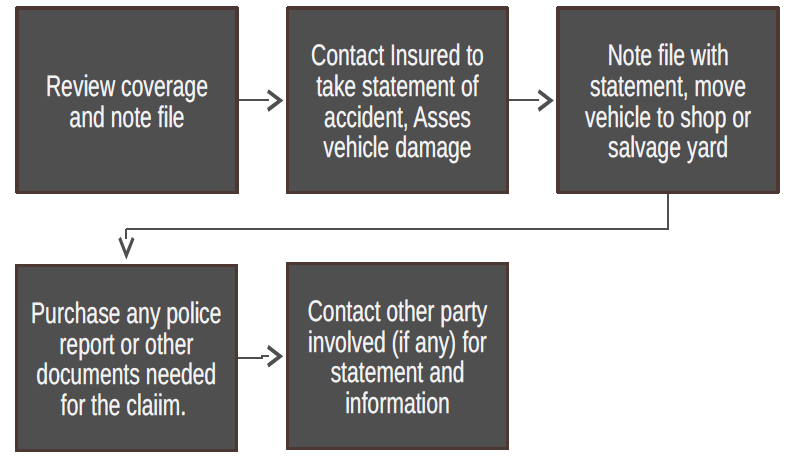 Review coverage
and note file
Contact Insured to
take statement of
accident, Asses
vehicle damage
Note file with
statement, move
vehicle to shop or
salvage yard
Purchase any police
report or other
documents needed
for the claiim.
Contact other party
involved (if any) for
statement and
information